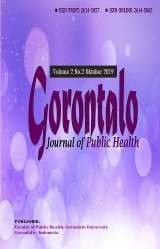 ● ISSN PRINT: 2614-5057 ● ISSN ONLINE: 2614-5065
Volume 2 No.2 Oktober 2019
Gorontalo
Journal of Public Health
PUBLISHER:
Faculty of Public Health, Gorontalo University
Gorontalo, Indonesia